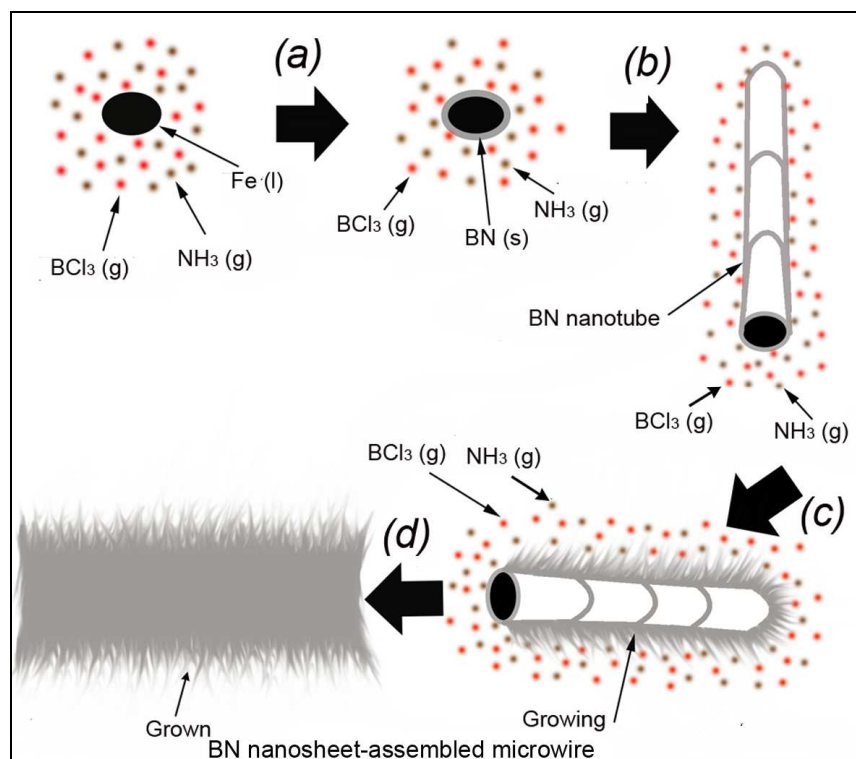 (a)
(b)
Fe (l)
BCl₃ (g)
NH₃ (g)
BCl₃ (g)
BN (s)
NH₃ (g)
BN nanotube
BCl₃ (g)
NH₃ (g)
BCl₃ (g)
NH₃ (g)
(c)
(d)
Grown
Growing
BN nanosheet-assembled microwire